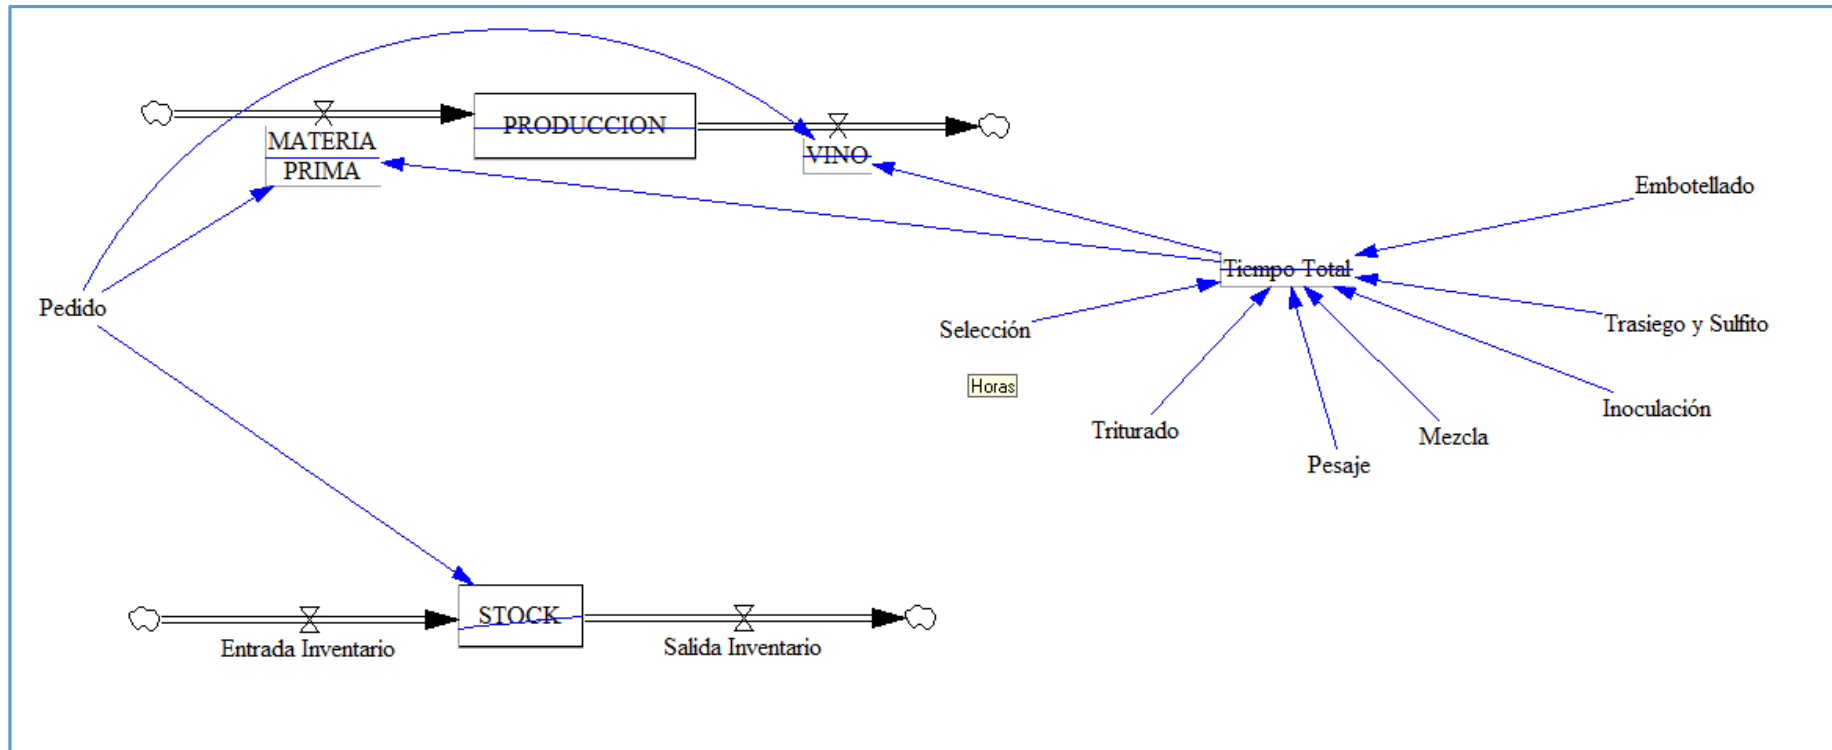 PRODUCCION
MATERIA
PRIMA
VINO
Embotellado
Tiempo Total
Pedido
Selección
Trasiego y Sulfito
Horas
Inoculación
Triturado
Mezcla
Pesaje
STOCK
Entrada Inventario
Salida Inventario